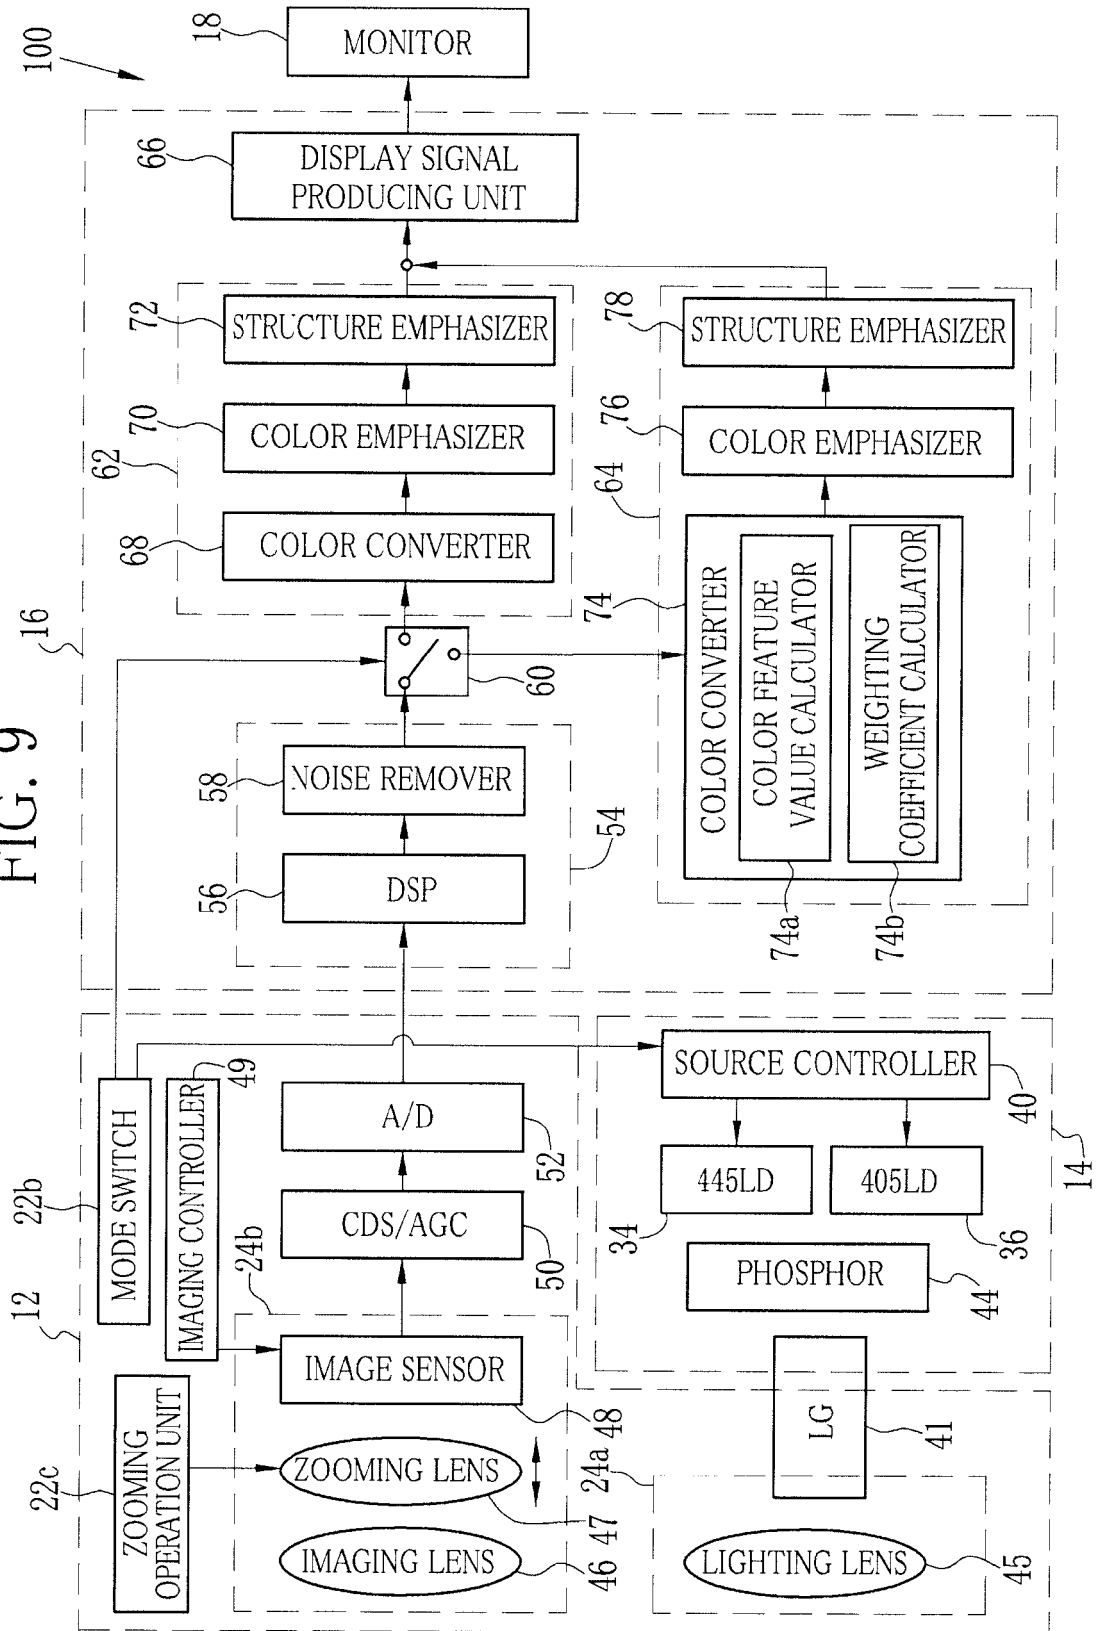 FIG. 9
100
18
MONITOR
66
DISPLAY SIGNAL
PRODUCING UNIT
16
62
72
STRUCTURE EMPHASIZER
70
COLOR EMPHASIZER
68
COLOR CONVERTER
64
78
STRUCTURE EMPHASIZER
76
COLOR EMPHASIZER
74
COLOR CONVERTER
COLOR FEATURE
VALUE CALCULATOR
74a
WEIGHTING
COEFFICIENT CALCULATOR
74b
60
58
NOISE REMOVER
56
DSP
54
12
22b
MODE SWITCH
IMAGING CONTROLLER
49
22c
ZOOMING
OPERATION UNIT
A/D
52
CDS/AGC
50
24b
IMAGE SENSOR
48
ZOOMING LENS
47
IMAGING LENS
46
SOURCE CONTROLLER
40
14
445LD
34
405LD
36
PHOSPHOR
44
LG
41
24a
LIGHTING LENS
45